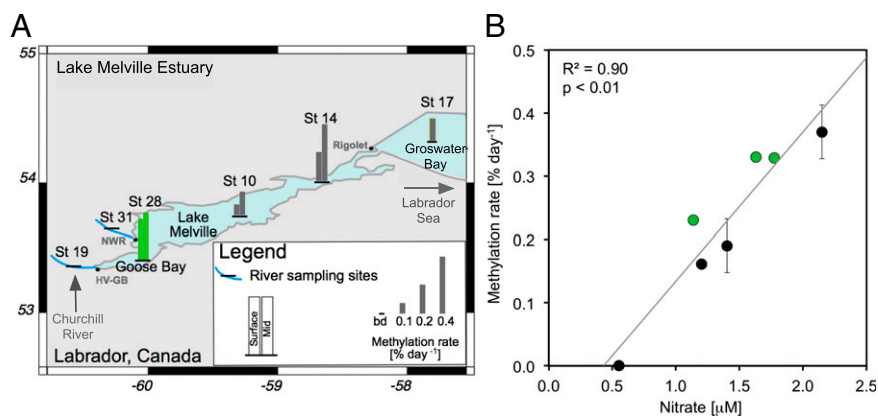 A
55
54
53
-60
-59
-58
Lake Melville Estuary
St 17
St 14
Rigolet
Groswater
Bay
St 10
Labrador
Sea
St 28
St 31
Lake
Melville
NWR
St 19
Goose Bay
HV-GB
Churchill
River
Labrador, Canada
Legend
River sampling sites
Surface
Mid
bd
0.1 0.2 0.4
Methylation rate
[% day⁻¹]
B
R² = 0.90
p < 0.01
Methylation rate [% day⁻¹]
0.5
0.4
0.3
0.2
0.1
0.0
0.0 0.5 1.0 1.5 2.0 2.5
Nitrate [µM]